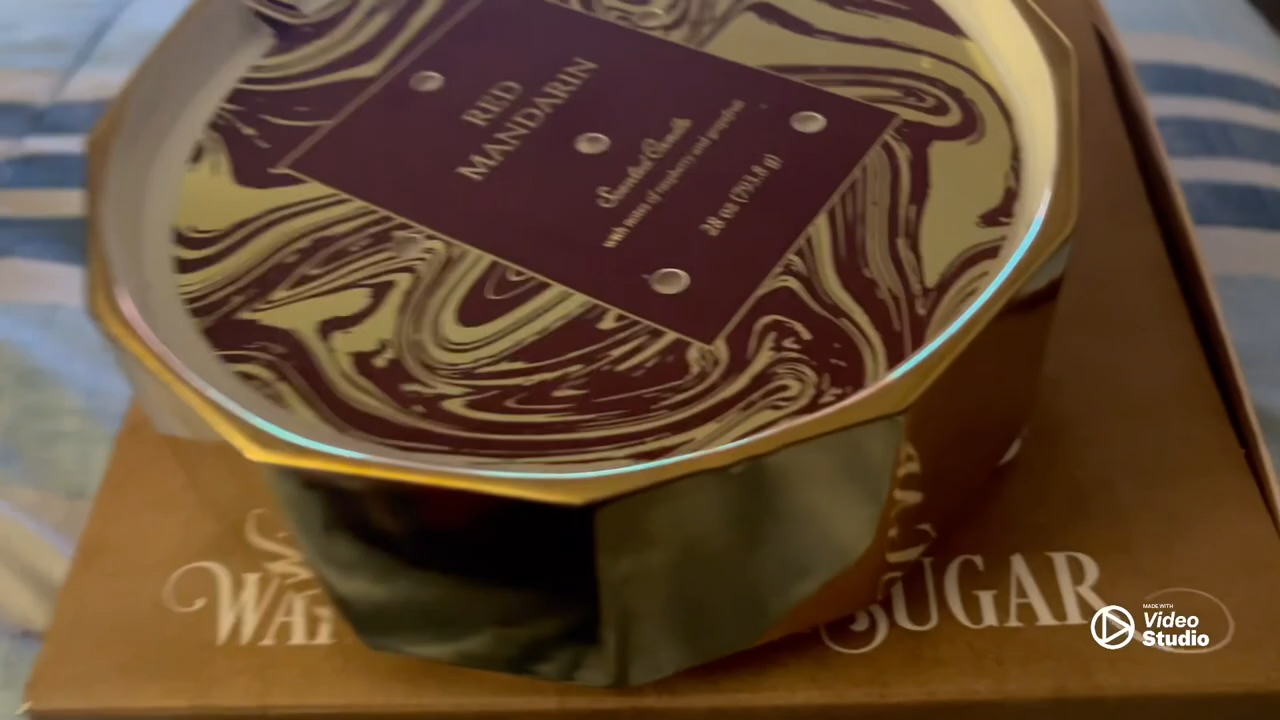 RED
MANDARIN
Scented Candle
with notes of raspberry and grapefruit
28 oz (793.8 g)
SUGAR
MADE WITH
Video
Studio